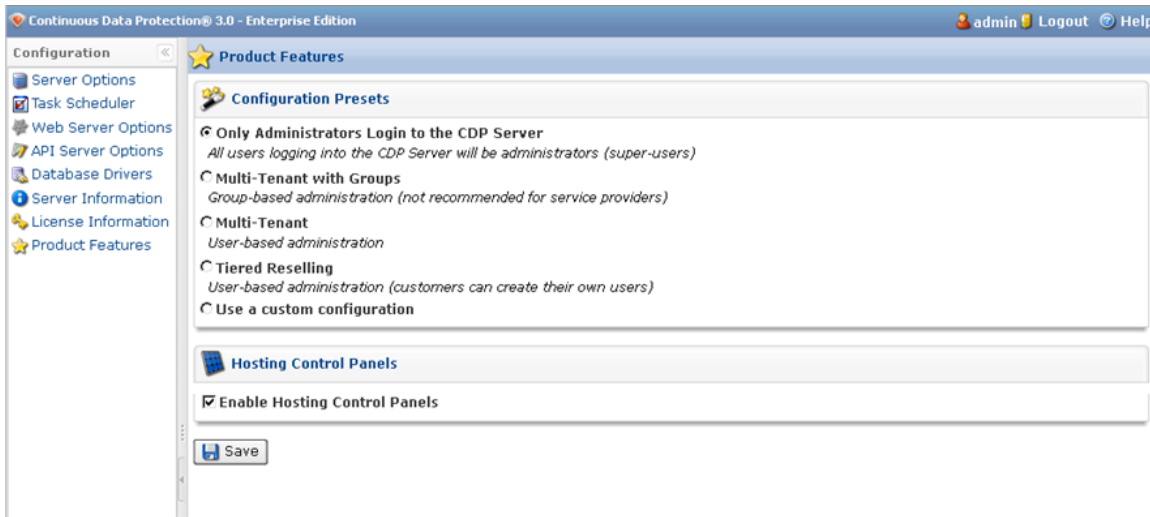 Continuous Data Protection® 3.0 - Enterprise Edition
admin Logout Help
Configuration
Server Options
Task Scheduler
Web Server Options
API Server Options
Database Drivers
Server Information
License Information
Product Features
Product Features
Configuration Presets
Only Administrators Login to the CDP Server
All users logging into the CDP Server will be administrators (super-users)
Multi-Tenant with Groups
Group-based administration (not recommended for service providers)
Multi-Tenant
User-based administration
Tiered Reselling
User-based administration (customers can create their own users)
Use a custom configuration
Hosting Control Panels
Enable Hosting Control Panels
Save